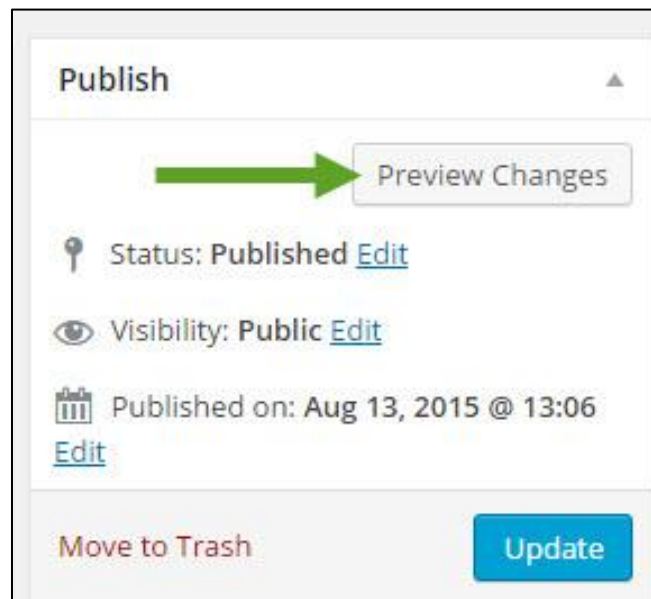 Publish
Preview Changes
Status: Published Edit
Visibility: Public Edit
Published on: Aug 13, 2015 @ 13:06
Edit
Move to Trash
Update